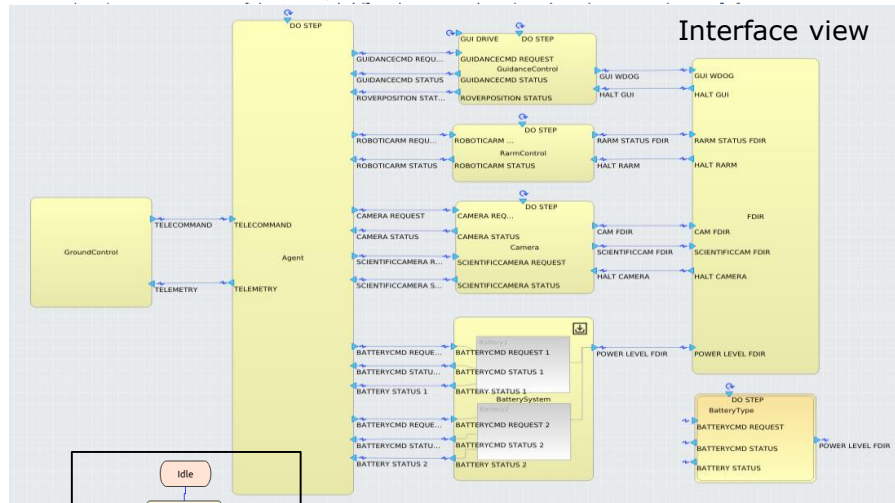 Interface view
DO STEP
GUI DRIVE
DO STEP
GUIDANCECMD REQU...
GUIDANCECMD REQUEST
GuidanceControl
GUIDANCECMD STATUS
GUIDANCECMD STATUS
ROVERPOSITION STAT...
ROVERPOSITION STATUS
GUI WDOG
GUI WDOG
HALT GUI
HALT GUI
DO STEP
ROBOTICARM REQU...
ROBOTICARM ...
RarmControl
ROBOTICARM STATUS
ROBOTICARM STATUS
RARM STATUS FDIR
RARM STATUS FDIR
HALT RARM
HALT RARM
DO STEP
CAMERA REQUEST
CAMERA REQ...
CAMERA STATUS
CAMERA STATUS
Camera
SCIENTIFICCAMERA R...
SCIENTIFICCAMERA REQUEST
SCIENTIFICCAMERA S...
SCIENTIFICCAMERA STATUS
CAM FDIR
CAM FDIR
SCIENTIFICCAM FDIR
SCIENTIFICCAM FDIR
HALT CAMERA
HALT CAMERA
FDIR
GroundControl
TELECOMMAND
TELECOMMAND
Agent
TELEMETRY
TELEMETRY
Battery1
BATTERYCMD REQUE...
BATTERYCMD REQUEST 1
BATTERYCMD STATU...
BATTERYCMD STATUS 1
BATTERY STATUS 1
BATTERY STATUS 1
BatterySystem
Battery2
BATTERYCMD REQUE...
BATTERYCMD REQUEST 2
BATTERYCMD STATU...
BATTERYCMD STATUS 2
BATTERY STATUS 2
BATTERY STATUS 2
POWER LEVEL FDIR
POWER LEVEL FDIR
DO STEP
BatteryType
BATTERYCMD REQUEST
BATTERYCMD STATUS
BATTERY STATUS
POWER LEVEL FDIR
Idle